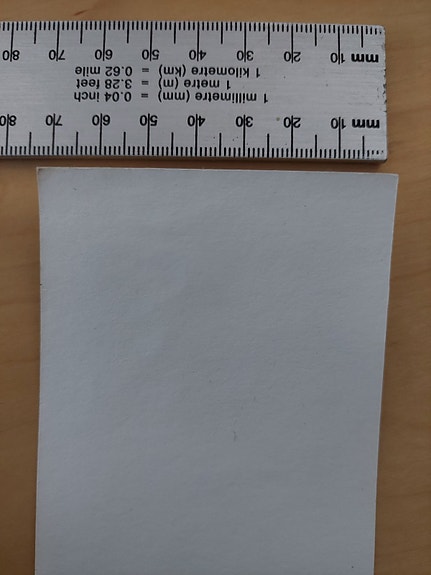 mm 10 20 30 40 50 60 70 80
1 millimetre (mm) = 0.04 inch
1 metre (m) = 3.28 feet
1 kilometre (km) = 0.62 mile
mm 10 20 30 40 50 60 70 80